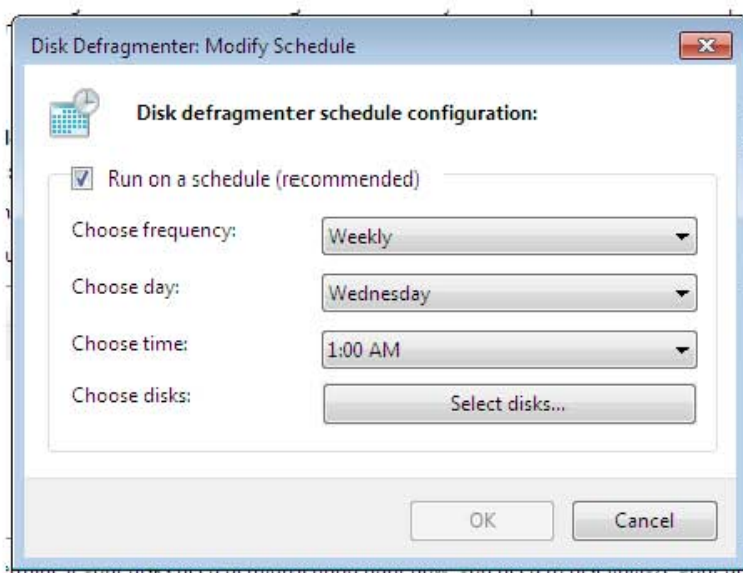 Disk Defragmenter: Modify Schedule
Disk defragmenter schedule configuration:
Run on a schedule (recommended)
Choose frequency: Weekly
Choose day: Wednesday
Choose time: 1:00 AM
Choose disks: Select disks...
OK Cancel